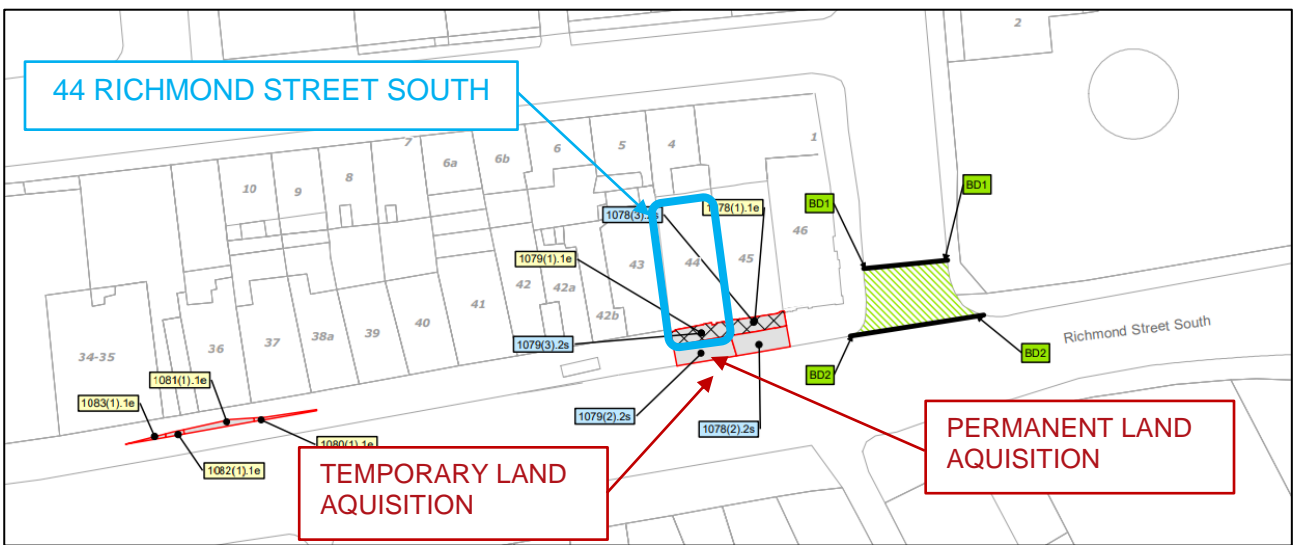 2
44 RICHMOND STREET SOUTH
7
6a
6b
6
5
4
1
10
9
8
BD1
BD1
1078(3).2s
1078(1).1e
46
1079(1).1e
43
44
45
41
42
42a
42b
40
39
38a
37
36
34-35
Richmond Street South
1079(3).2s
BD2
BD2
1081(1).1e
1083(1).1e
1080(1).1e
1082(1).1e
1079(2).2s
1078(2).2s
TEMPORARY LAND
AQUISITION
PERMANENT LAND
AQUISITION